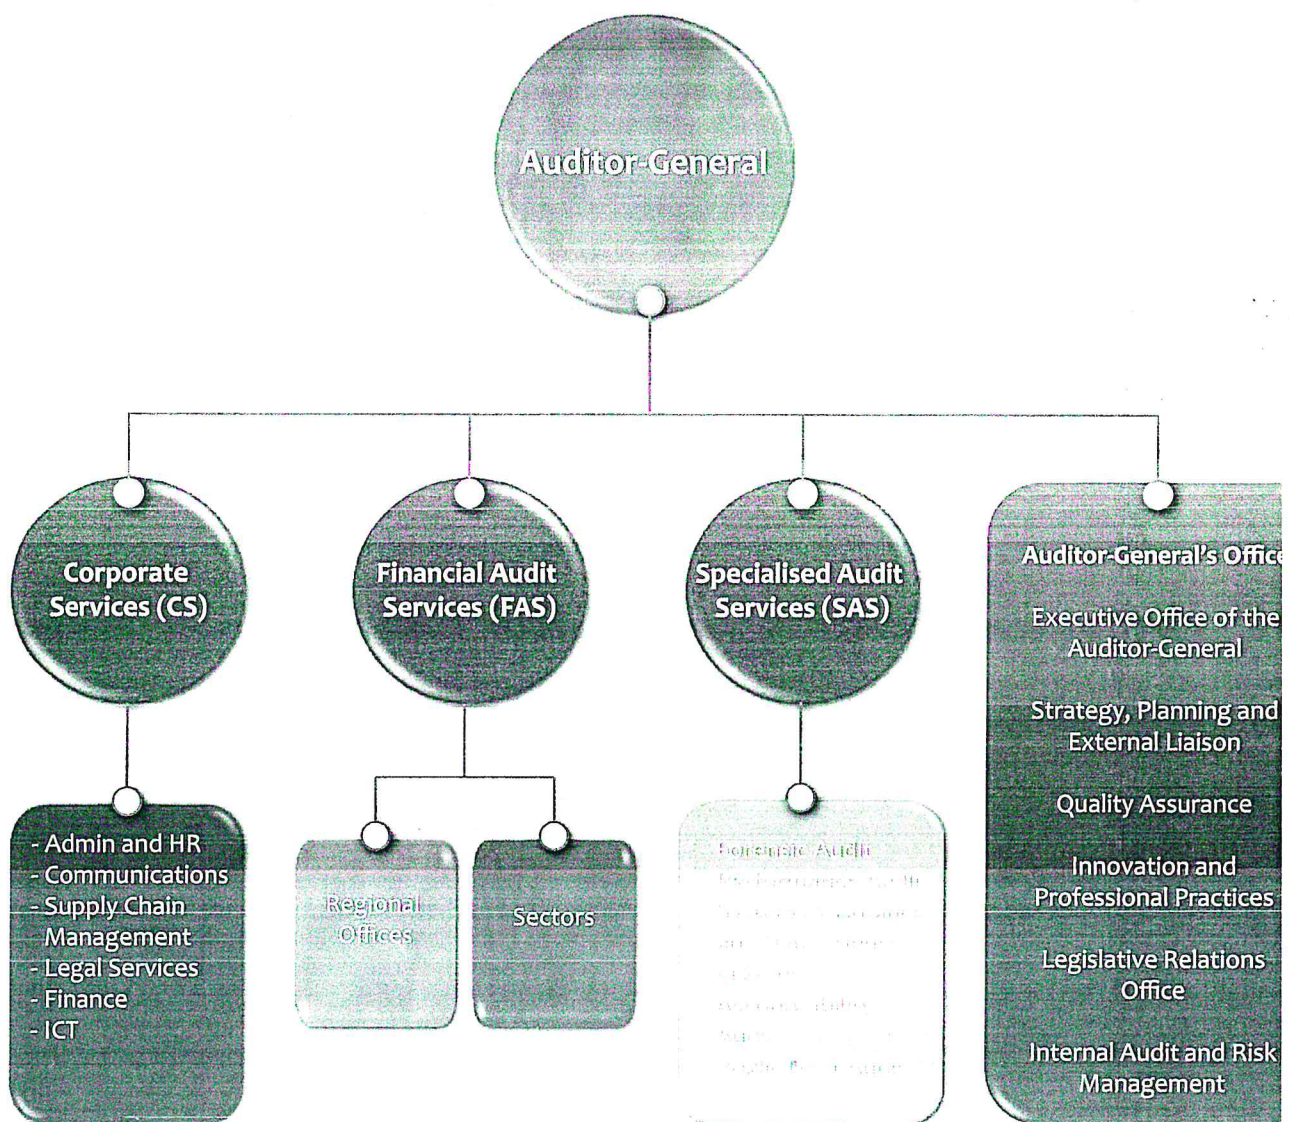 Auditor-General
Corporate
Services (CS)
Financial Audit
Services (FAS)
Specialised Audit
Services (SAS)
Auditor-General's Office
Executive Office of the
Auditor-General
Strategy, Planning and
External Liaison
Quality Assurance
Innovation and
Professional Practices
Legislative Relations
Office
Internal Audit and Risk
Management
- Admin and HR
- Communications
- Supply Chain
Management
- Legal Services
- Finance
- ICT
Regional
Offices
Sectors
Forensic Audit